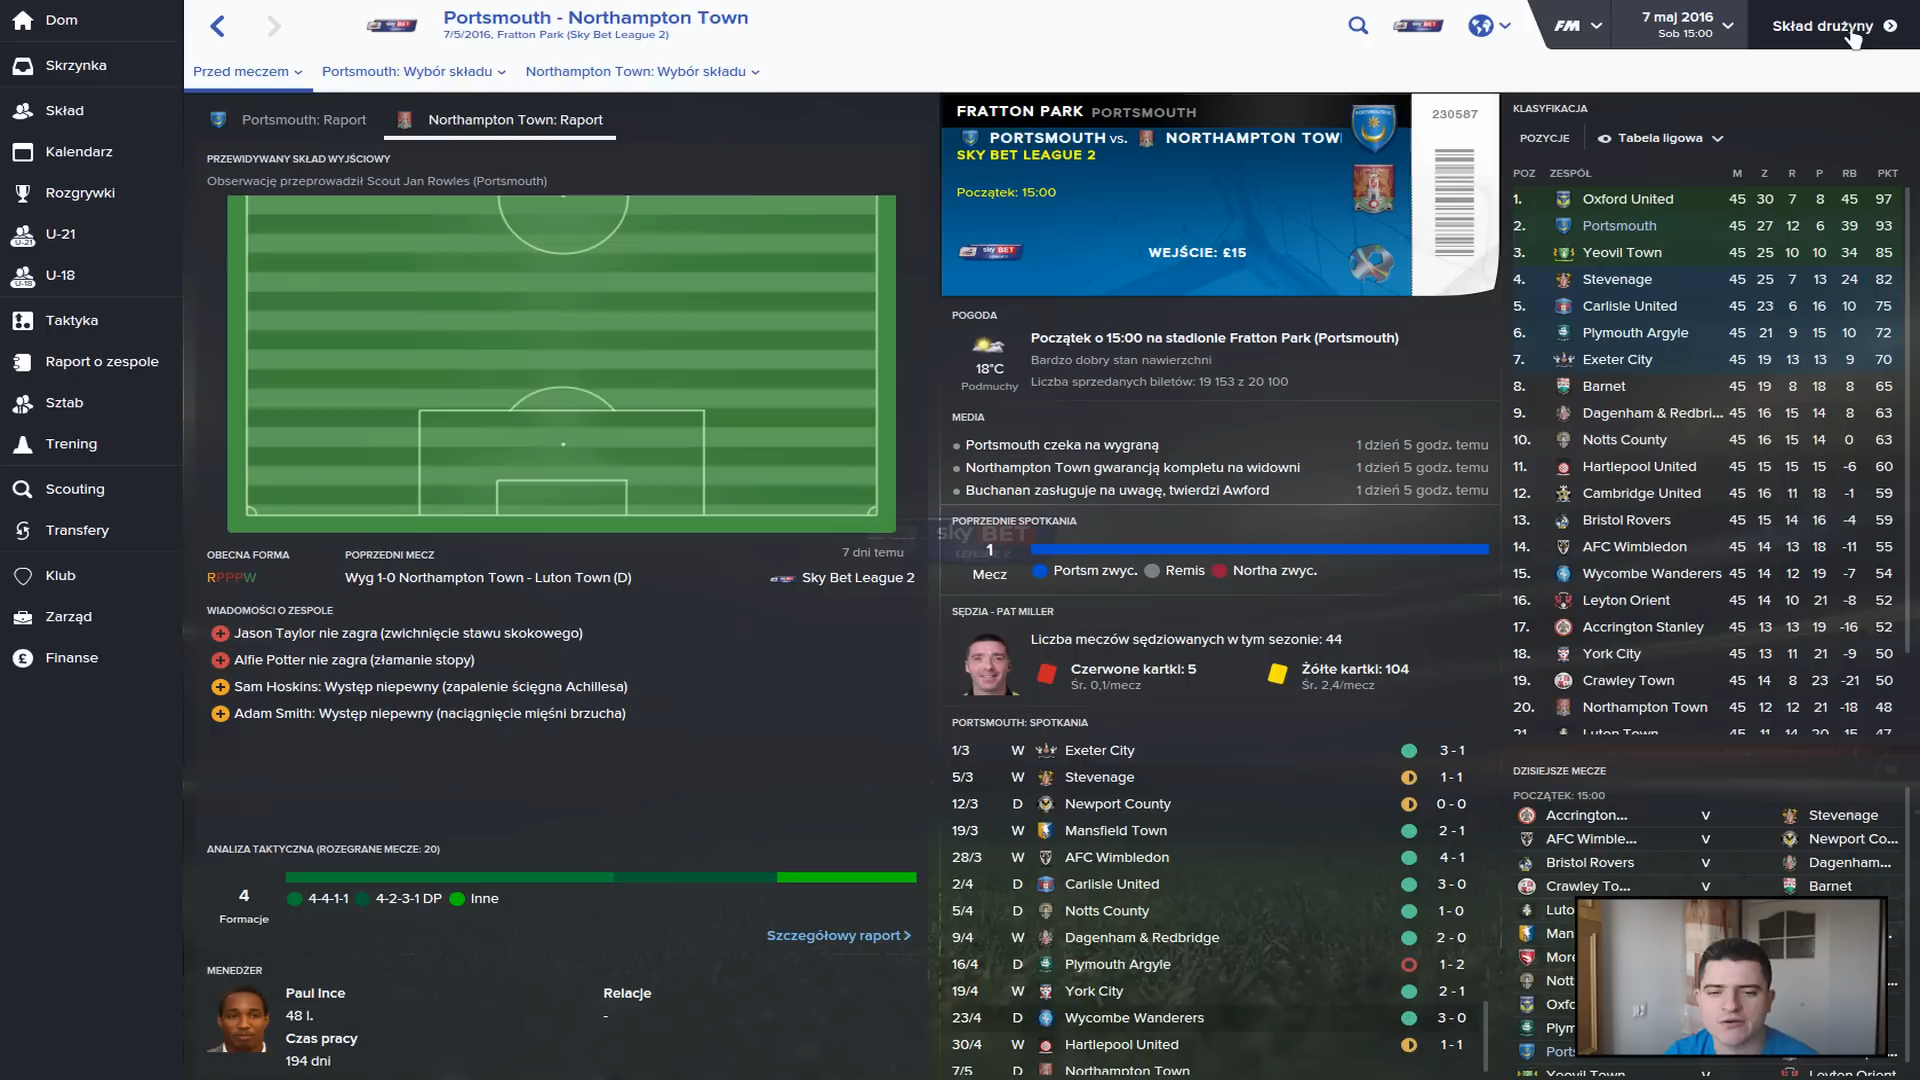 Dom
Skrzynka
Skład
Kalendarz
Rozgrywki
U-21
U-18
Taktyka
Raport o zespole
Sztab
Trening
Scouting
Transfery
Klub
Zarząd
Finanse
Portsmouth - Northampton Town
7/5/2016, Fratton Park (Sky Bet League 2)
FM
7 maj 2016
Sob 15:00
Skład drużyny
Przed meczem
Portsmouth: Wybór składu
Northampton Town: Wybór składu
Portsmouth: Raport
Northampton Town: Raport
PRZEWIDYWANY SKŁAD WYJŚCIOWY
Obserwację przeprowadził Scout Jan Rowles (Portsmouth)
OBECNA FORMA
POPRZEDNI MECZ
7 dni temu
RPPPW
Wyg 1-0 Northampton Town - Luton Town (D)
Sky Bet League 2
WIADOMOŚCI O ZESPOLE
Jason Taylor nie zagra (zwichnięcie stawu skokowego)
Alfie Potter nie zagra (złamanie stopy)
Sam Hoskins: Występ niepewny (zapalenie ścięgna Achillesa)
Adam Smith: Występ niepewny (naciągnięcie mięśni brzucha)
ANALIZA TAKTYCZNA (ROZEGRANE MECZE: 20)
4
Formacje
4-4-1-1
4-2-3-1 DP
Inne
Szczegółowy raport >
MENEDŻER
Paul Ince
48 l.
Czas pracy
194 dni
Relacje
-
FRATTON PARK PORTSMOUTH
230587
PORTSMOUTH vs. NORTHAMPTON TOWN
SKY BET LEAGUE 2
Początek: 15:00
sky BET
WEJŚCIE: £15
POGODA
18°C
Podmuchy
Początek o 15:00 na stadionie Fratton Park (Portsmouth)
Bardzo dobry stan nawierzchni
Liczba sprzedanych biletów: 19 153 z 20 100
MEDIA
Portsmouth czeka na wygraną 1 dzień 5 godz. temu
Northampton Town gwarancją kompletu na widowni 1 dzień 5 godz. temu
Buchanan zasługuje na uwagę, twierdzi Awford 1 dzień 5 godz. temu
POPRZEDNIE SPOTKANIA
sky BET
1
Mecz
Portsm zwyc.
Remis
Northa zwyc.
SĘDZIA - PAT MILLER
Liczba meczów sędziowanych w tym sezonie: 44
Czerwone kartki: 5
Śr. 0,1/mecz
Żółte kartki: 104
Śr. 2,4/mecz
PORTSMOUTH: SPOTKANIA
1/3 W Exeter City 3 - 1
5/3 W Stevenage 1 - 1
12/3 D Newport County 0 - 0
19/3 W Mansfield Town 2 - 1
28/3 W AFC Wimbledon 4 - 1
2/4 D Carlisle United 3 - 0
5/4 D Notts County 1 - 0
9/4 W Dagenham & Redbridge 2 - 0
16/4 D Plymouth Argyle 1 - 2
19/4 W York City 2 - 1
23/4 D Wycombe Wanderers 3 - 0
30/4 W Hartlepool United 1 - 1
7/5 D Northampton Town
KLASYFIKACJA
POZYCJE
Tabela ligowa
POZ ZESPÓŁ M Z R P RB PKT
1. Oxford United 45 30 7 8 45 97
2. Portsmouth 45 27 12 6 39 93
3. Yeovil Town 45 25 10 10 34 85
4. Stevenage 45 25 7 13 24 82
5. Carlisle United 45 23 6 16 10 75
6. Plymouth Argyle 45 21 9 15 10 72
7. Exeter City 45 19 13 13 9 70
8. Barnet 45 19 8 18 8 65
9. Dagenham & Redbri... 45 16 15 14 8 63
10. Notts County 45 16 15 14 0 63
11. Hartlepool United 45 15 15 15 -6 60
12. Cambridge United 45 16 11 18 -1 59
13. Bristol Rovers 45 15 14 16 -4 59
14. AFC Wimbledon 45 14 13 18 -11 55
15. Wycombe Wanderers 45 14 12 19 -7 54
16. Leyton Orient 45 14 10 21 -8 52
17. Accrington Stanley 45 13 13 19 -16 52
18. York City 45 13 11 21 -9 50
19. Crawley Town 45 14 8 23 -21 50
20. Northampton Town 45 12 12 21 -18 48
21. Luton Town 45 11 14 20 -15 47
DZISIEJSZE MECZE
POCZĄTEK: 15:00
Accrington... v Stevenage
AFC Wimble... v Newport Co...
Bristol Rovers v Dagenham...
Crawley To... v Barnet
Luto
Man
More
Nott
Oxfo
Plym
Ports
Yeovil Town Leyton Orient